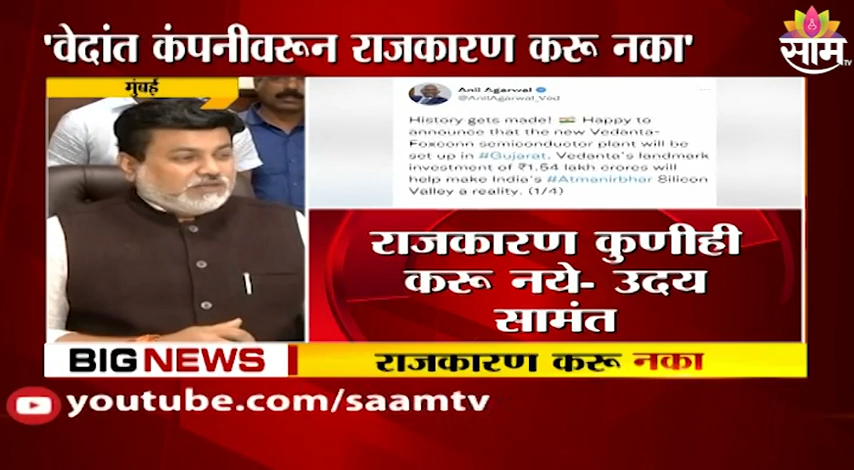 'वेदांत कंपनीवरून राजकारण करू नका'
साम
TV
मुंबई
Anil Agarwal
@AnilAgarwal_Ved
History gets made! 🇮🇳 Happy to
announce that the new Vedanta-
Foxconn semiconductor plant will be
set up in #Gujarat. Vedanta's landmark
investment of ₹1.54 lakh crores will
help make India's #Atmanirbhar Silicon
Valley a reality. (1/4)
राजकारण कुणीही
करू नये- उदय
सामंत
BIG NEWS
राजकारण करू नका
youtube.com/saamtv